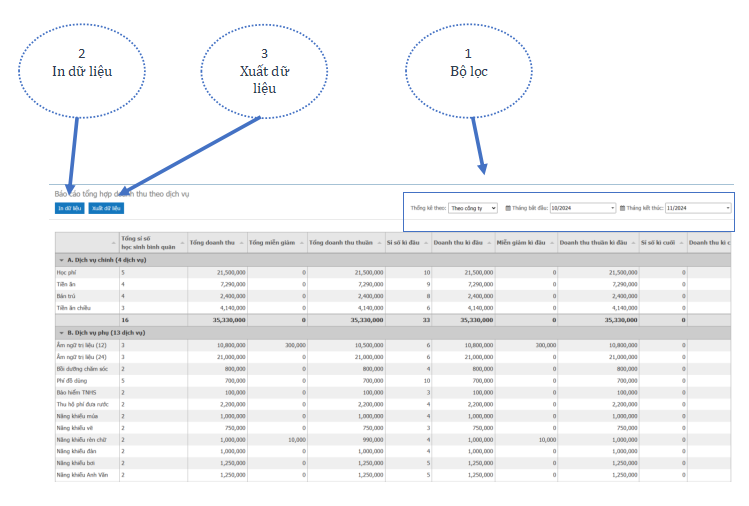 2
In dữ liệu
3
Xuất dữ
liệu
1
Bộ lọc
Báo cáo tổng hợp doanh thu theo dịch vụ
In dữ liệu Xuất dữ liệu
Thống kê theo: Theo công ty Tháng bắt đầu: 10/2024 Tháng kết thúc: 11/2024
Tổng sỉ số
học sinh bình quân Tổng doanh thu Tổng miễn giảm Tổng doanh thu thuần Sỉ số kì đầu Doanh thu kì đầu Miễn giảm kì đầu Doanh thu thuần kì đầu Sỉ số kì cuối Doanh thu kì c
A. Dịch vụ chính (4 dịch vụ)
Học phí 5 21,500,000 0 21,500,000 10 21,500,000 0 21,500,000 0
Tiền ăn 4 7,290,000 0 7,290,000 9 7,290,000 0 7,290,000 0
Bán trú 4 2,400,000 0 2,400,000 8 2,400,000 0 2,400,000 0
Tiền ăn chiều 3 4,140,000 0 4,140,000 6 4,140,000 0 4,140,000 0
16 35,330,000 0 35,330,000 33 35,330,000 0 35,330,000 0
B. Dịch vụ phụ (13 dịch vụ)
Âm ngữ trị liệu (12) 3 10,800,000 300,000 10,500,000 6 10,800,000 300,000 10,800,000 0
Âm ngữ trị liệu (24) 3 21,000,000 0 21,000,000 6 21,000,000 0 21,000,000 0
Bồi dưỡng chăm sóc 2 800,000 0 800,000 4 800,000 0 800,000 0
Phí đồ dùng 5 700,000 0 700,000 10 700,000 0 700,000 0
Bảo hiểm TNHS 2 100,000 0 100,000 3 100,000 0 100,000 0
Thu hộ phí đưa rước 2 2,200,000 0 2,200,000 4 2,200,000 0 2,200,000 0
Năng khiếu múa 2 1,000,000 0 1,000,000 4 1,000,000 0 1,000,000 0
Năng khiếu vẽ 2 750,000 0 750,000 3 750,000 0 750,000 0
Năng khiếu rèn chữ 2 1,000,000 10,000 990,000 4 1,000,000 10,000 1,000,000 0
Năng khiếu đàn 2 1,000,000 0 1,000,000 4 1,000,000 0 1,000,000 0
Năng khiếu bơi 2 1,250,000 0 1,250,000 5 1,250,000 0 1,250,000 0
Năng khiếu Anh Văn 2 1,250,000 0 1,250,000 5 1,250,000 0 1,250,000 0